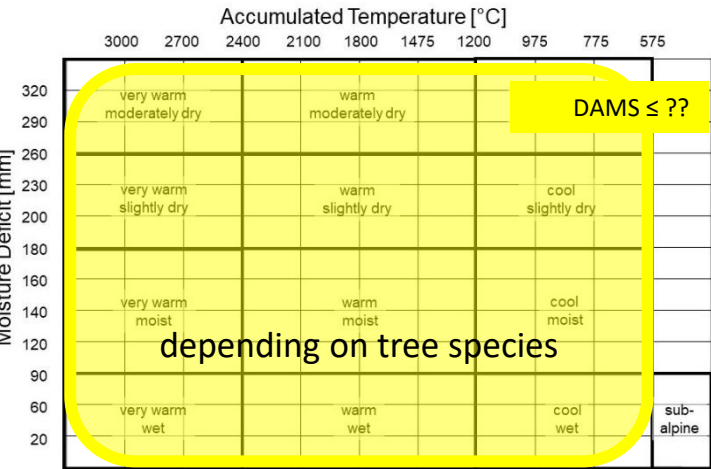 Accumulated Temperature [°C]
3000 2700 2400 2100 1800 1475 1200 975 775 575
Moisture Deficit [mm]
320
290
260
230
200
180
160
140
120
90
60
20
very warm
moderately dry
warm
moderately dry
DAMS ≤ ??
very warm
slightly dry
warm
slightly dry
cool
slightly dry
very warm
moist
warm
moist
cool
moist
depending on tree species
very warm
wet
warm
wet
cool
wet
sub-
alpine